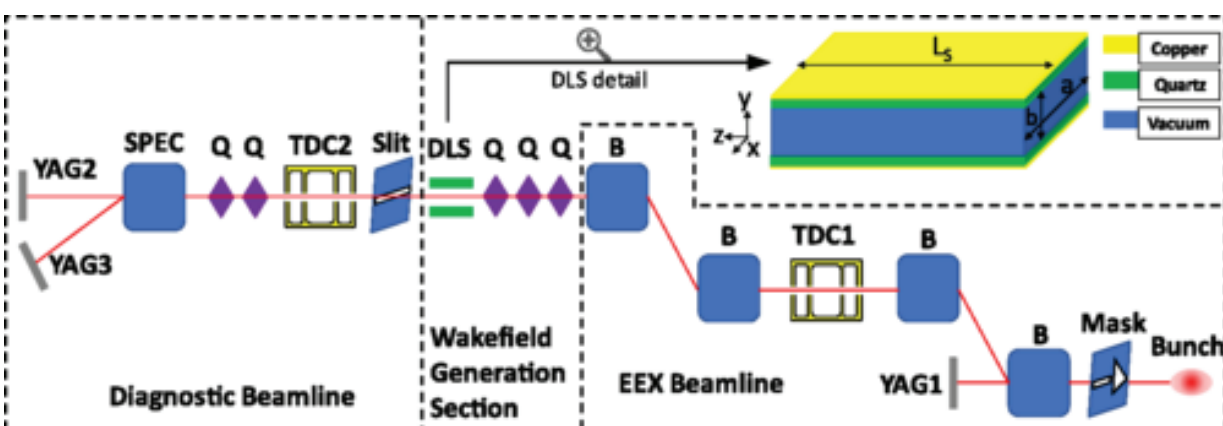 DLS detail
L_S
a
b
y
z
x
Copper
Quartz
Vacuum
SPEC
Q Q
TDC2
Slit
DLS
Q Q Q
B
YAG2
YAG3
B
TDC1
B
B
Mask
Bunch
YAG1
Wakefield
Generation
Section
EEX Beamline
Diagnostic Beamline